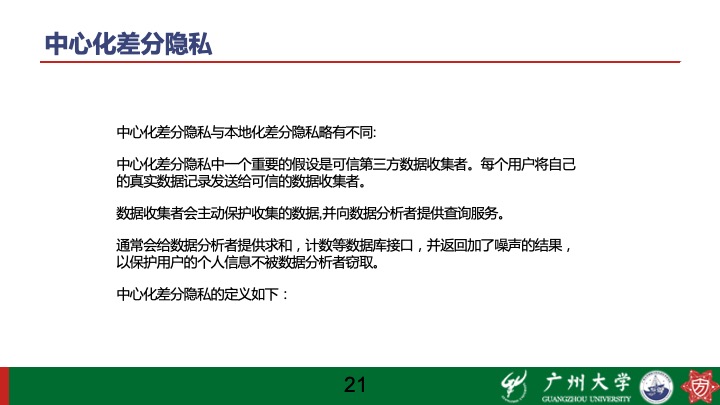 中心化差分隐私
中心化差分隐私与本地化差分隐私略有不同:
中心化差分隐私中一个重要的假设是可信第三方数据收集者。每个用户将自己
的真实数据记录发送给可信的数据收集者。
数据收集者会主动保护收集的数据,并向数据分析者提供查询服务。
通常会给数据分析者提供求和，计数等数据库接口，并返回加了噪声的结果，
以保护用户的个人信息不被数据分析者窃取。
中心化差分隐私的定义如下：
21
广州大学
GUANGZHOU UNIVERSITY